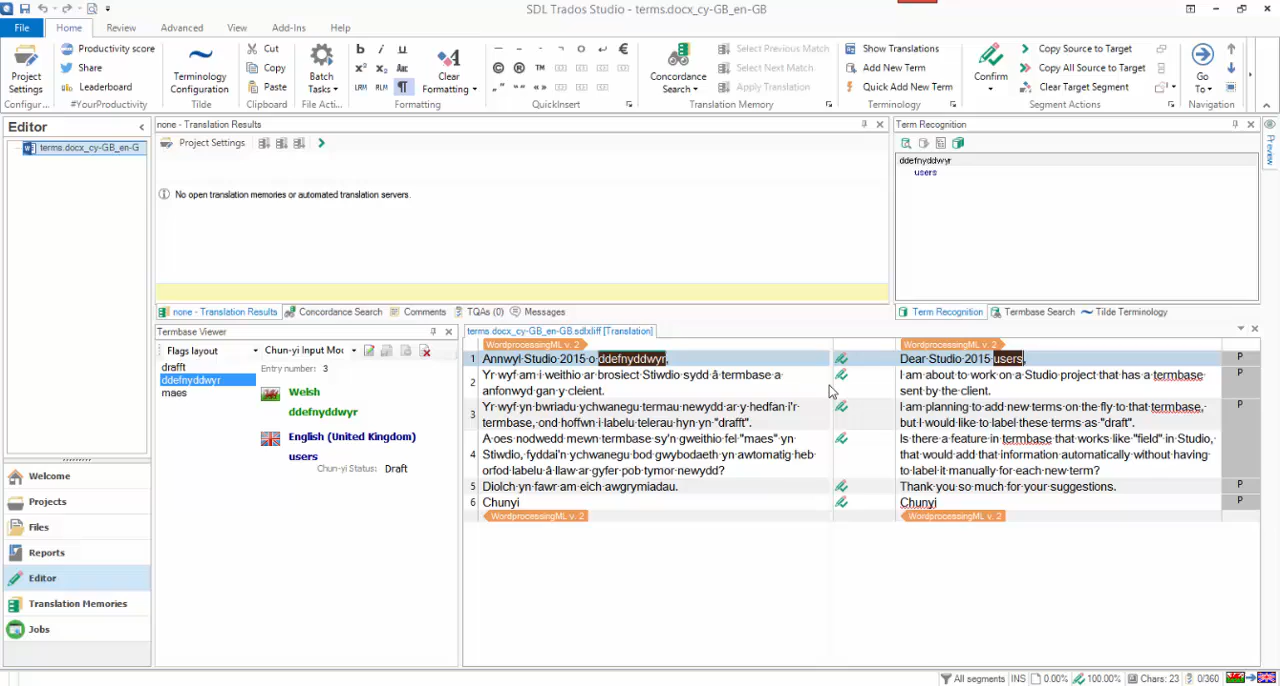 SDL Trados Studio - terms.docx_cy-GB_en-GB
File Home Review Advanced View Add-Ins Help
Productivity score
Share
Leaderboard
Project Settings
Configur...
#YourProductivity
Terminology Configuration
Tilde
Cut
Copy
Paste
Clipboard
Batch Tasks
File Acti...
Clear Formatting
Formatting
QuickInsert
Concordance Search
Select Previous Match
Select Next Match
Apply Translation
Translation Memory
Show Translations
Add New Term
Quick Add New Term
Terminology
Confirm
Copy Source to Target
Copy All Source to Target
Clear Target Segment
Segment Actions
Go To
Navigation
Editor
terms.docx_cy-GB_en-G
none - Translation Results
Project Settings
No open translation memories or automated translation servers.
none - Translation Results Concordance Search Comments TQAs (0) Messages
Term Recognition
ddefnyddwyr
users
Term Recognition Termbase Search Tilde Terminology
Preview
Termbase Viewer
Flags layout Chun-yi Input Moc
drafft
ddefnyddwyr
maes
Entry number: 3
Welsh
ddefnyddwyr
English (United Kingdom)
users
Chun-yi Status: Draft
terms.docx_cy-GB_en-GB.sdlxliff [Translation]
WordprocessingML v. 2 WordprocessingML v. 2
1 Annwyl Studio 2015 o ddefnyddwyr, Dear Studio 2015 users, P
2 Yr wyf am i weithio ar brosiect Stiwdio sydd â termbase a
anfonwyd gan y cleient.
I am about to work on a Studio project that has a termbase
sent by the client. P
3 Yr wyf yn bwriadu ychwanegu termau newydd ar y hedfan i'r
termbase, ond hoffwn i labelu telerau hyn yn "drafft".
I am planning to add new terms on the fly to that termbase,
but I would like to label these terms as "draft". P
4 A oes nodwedd mewn termbase sy'n gweithio fel "maes" yn
Stiwdio, fyddai'n ychwanegu bod gwybodaeth yn awtomatig heb
orfod labelu â llaw ar gyfer pob tymor newydd?
Is there a feature in termbase that works like "field" in Studio,
that would add that information automatically without having
to label it manually for each new term?
5 Diolch yn fawr am eich awgrymiadau. Thank you so much for your suggestions. P
6 Chunyi Chunyi P
WordprocessingML v. 2 WordprocessingML v. 2
Welcome
Projects
Files
Reports
Editor
Translation Memories
Jobs
All segments INS 0.00% 100.00% Chars: 23 0/360